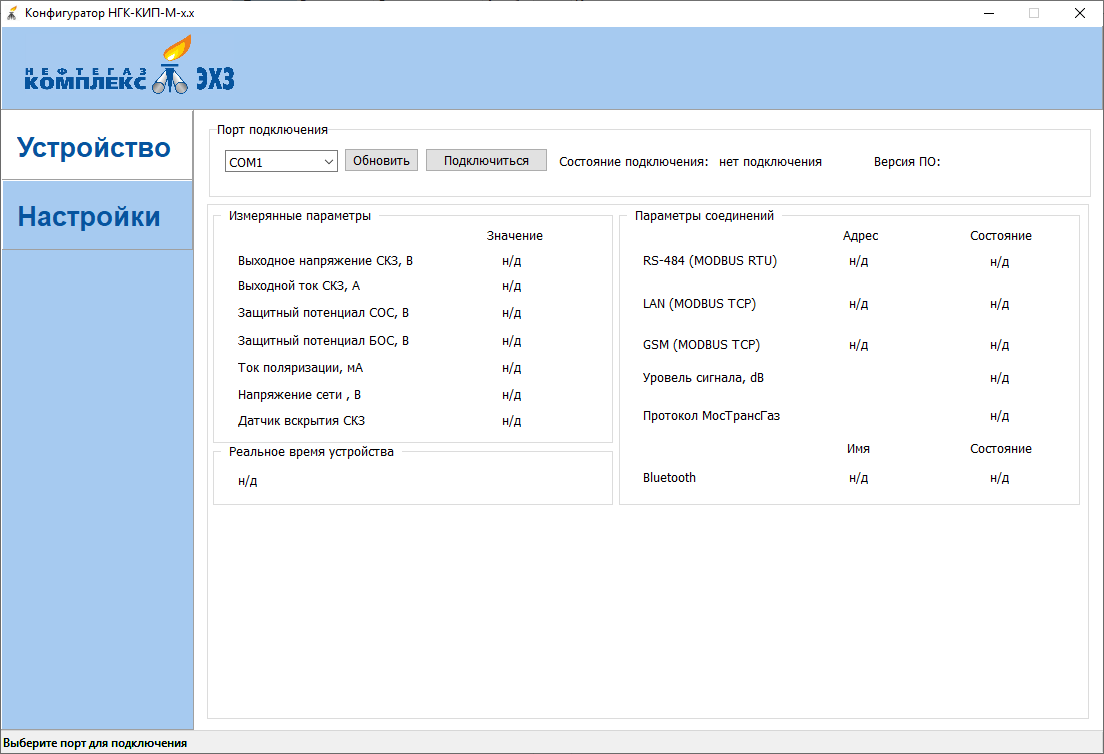 Конфигуратор НГК-КИП-М-х.х
НЕФТЕГАЗ
КОМПЛЕКС ЭХЗ
Устройство
Настройки
Порт подключения
COM1 Обновить Подключиться Состояние подключения: нет подключения Версия ПО:
Измерянные параметры
Значение
Выходное напряжение СКЗ, В н/д
Выходной ток СКЗ, А н/д
Защитный потенциал СОС, В н/д
Защитный потенциал БОС, В н/д
Ток поляризации, мА н/д
Напряжение сети , В н/д
Датчик вскрытия СКЗ н/д
Реальное время устройства
н/д
Параметры соединений
Адрес Состояние
RS-484 (MODBUS RTU) н/д н/д
LAN (MODBUS TCP) н/д н/д
GSM (MODBUS TCP) н/д н/д
Уровень сигнала, dB н/д
Протокол МосТрансГаз н/д
Имя Состояние
Bluetooth н/д н/д
Выберите порт для подключения